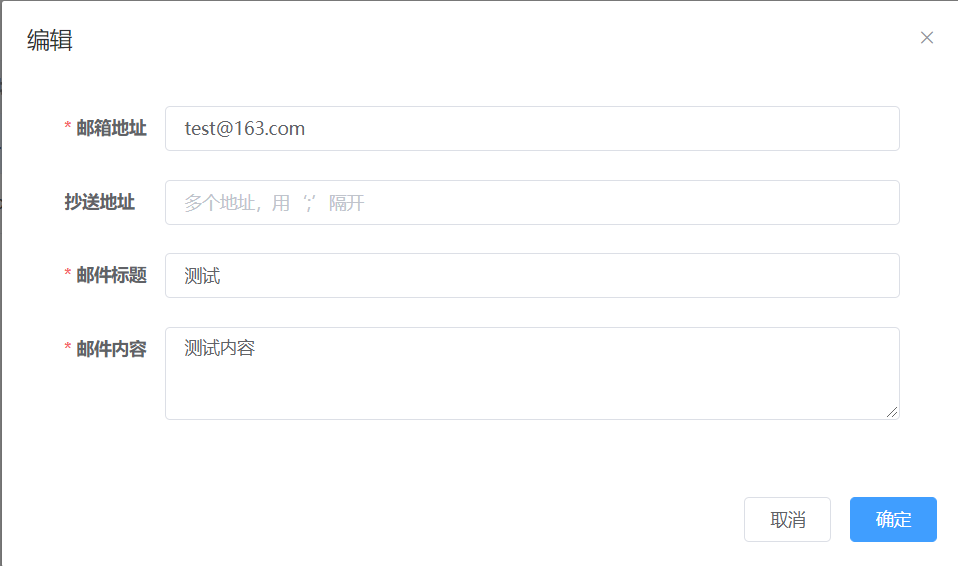 编辑
* 邮箱地址 test@163.com
抄送地址 多个地址，用‘;’隔开
* 邮件标题 测试
* 邮件内容 测试内容
取消 确定